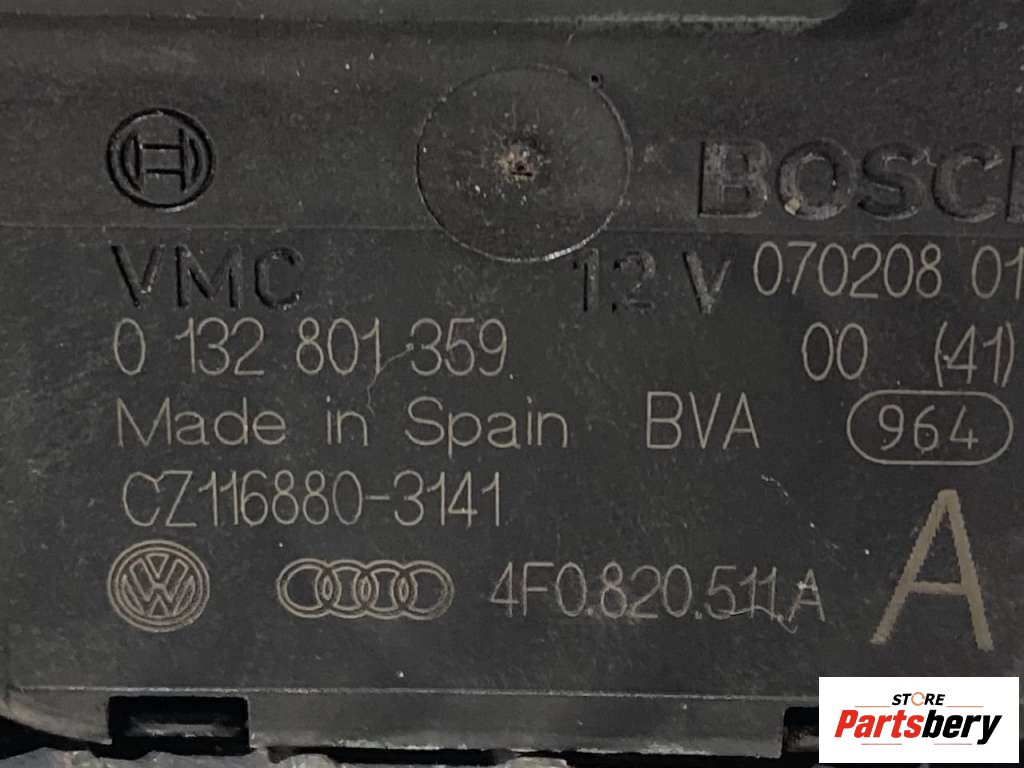 BOSCH
VMC 12 V 070208 01
0 132 801 359 00 (41)
Made in Spain BVA 964
CZ116880-3141
4F0.820.511.A A
STORE
Partsbery